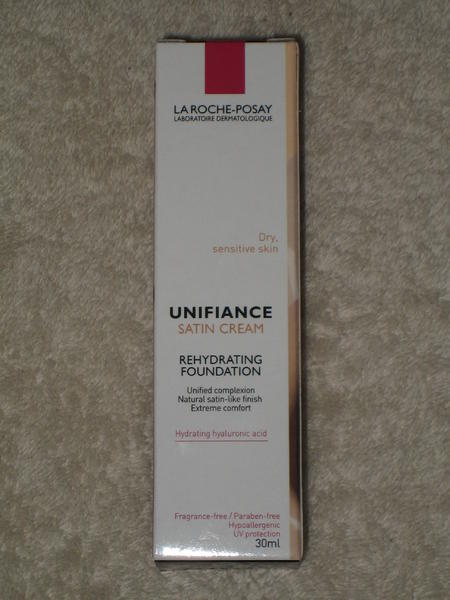 LA ROCHE-POSAY
LABORATOIRE DERMATOLOGIQUE
Dry,
sensitive skin
UNIFIANCE
SATIN CREAM
REHYDRATING
FOUNDATION
Unified complexion
Natural satin-like finish
Extreme comfort
Hydrating hyaluronic acid
Fragrance-free / Paraben-free
Hypoallergenic
UV protection
30ml